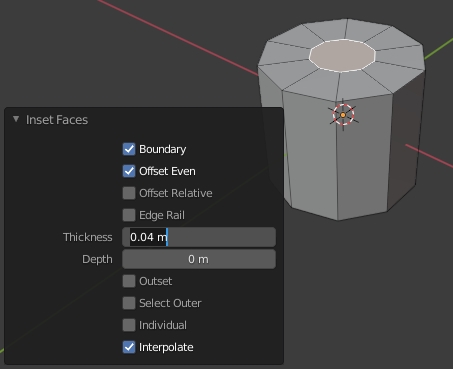 Inset Faces
Boundary
Offset Even
Offset Relative
Edge Rail
Thickness 0.04 m
Depth 0 m
Outset
Select Outer
Individual
Interpolate